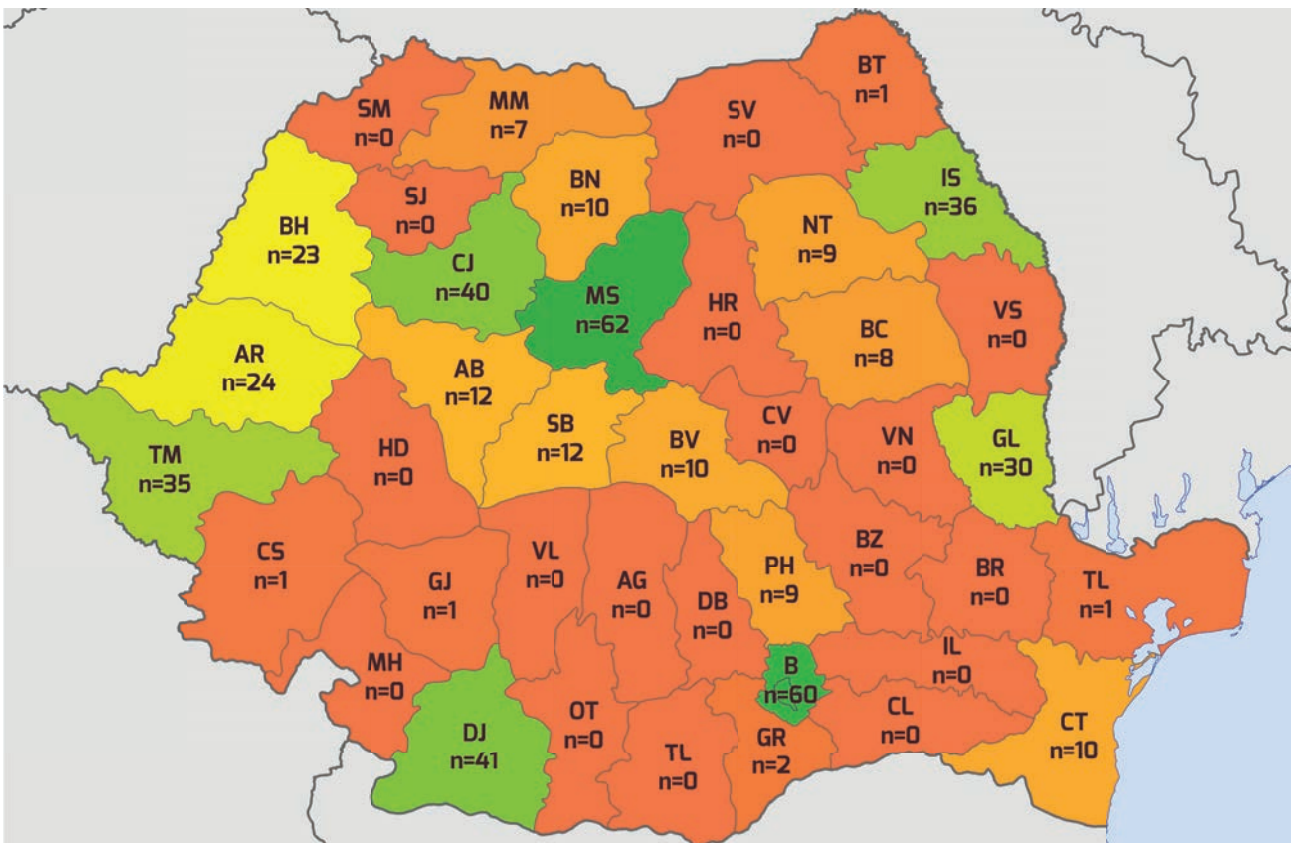 BT
n=1
SM
n=0
MM
n=7
SV
n=0
IS
n=36
BN
n=10
SJ
n=0
BH
n=23
NT
n=9
CJ
n=40
MS
n=62
HR
n=0
VS
n=0
BC
n=8
AR
n=24
AB
n=12
SB
n=12
CV
n=0
VN
n=0
GL
n=30
BV
n=10
HD
n=0
TM
n=35
CS
n=1
GJ
n=1
VL
n=0
AG
n=0
DB
n=0
PH
n=9
BZ
n=0
BR
n=0
TL
n=1
MH
n=0
B
n=60
IL
n=0
DJ
n=41
OT
n=0
TL
n=0
GR
n=2
CL
n=0
CT
n=10